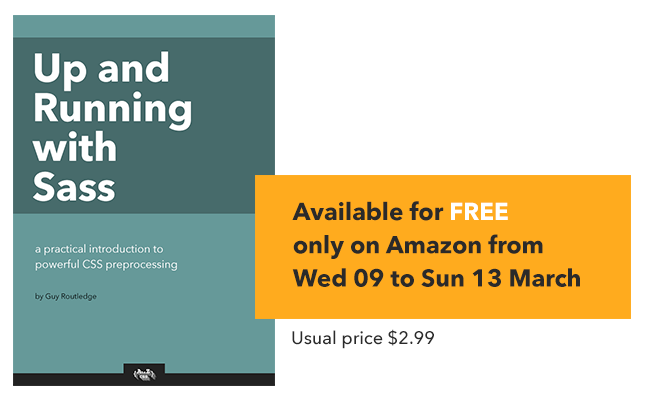 Up and
Running
with
Sass
a practical introduction to
powerful CSS preprocessing
by Guy Routledge
Available for FREE
only on Amazon from
Wed 09 to Sun 13 March
Usual price $2.99